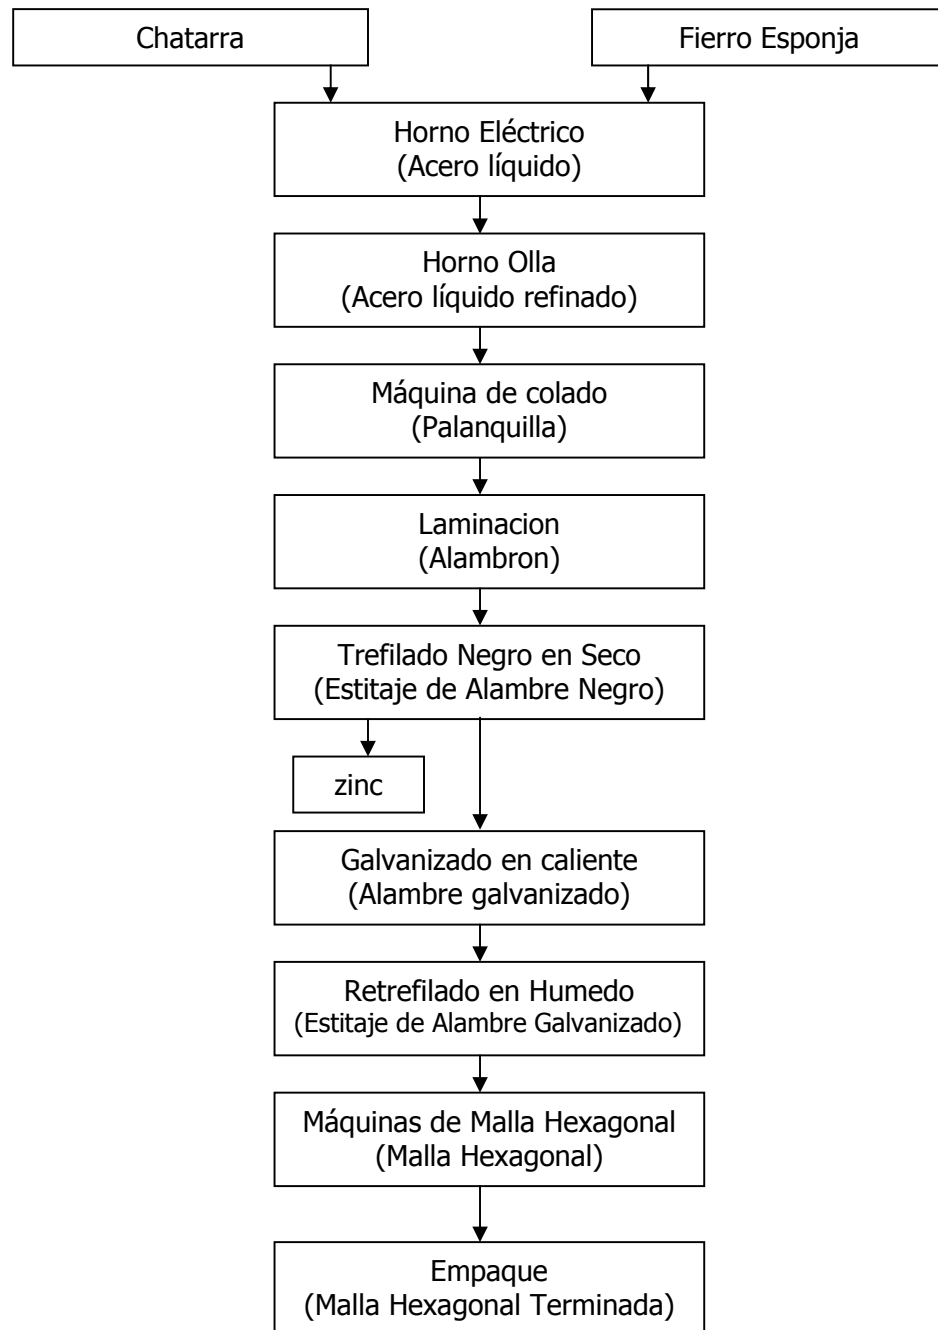 Chatarra
Fierro Esponja
Horno Eléctrico
(Acero líquido)
Horno Olla
(Acero líquido refinado)
Máquina de colado
(Palanquilla)
Laminacion
(Alambron)
Trefilado Negro en Seco
(Estitaje de Alambre Negro)
zinc
Galvanizado en caliente
(Alambre galvanizado)
Retrefilado en Humedo
(Estitaje de Alambre Galvanizado)
Máquinas de Malla Hexagonal
(Malla Hexagonal)
Empaque
(Malla Hexagonal Terminada)